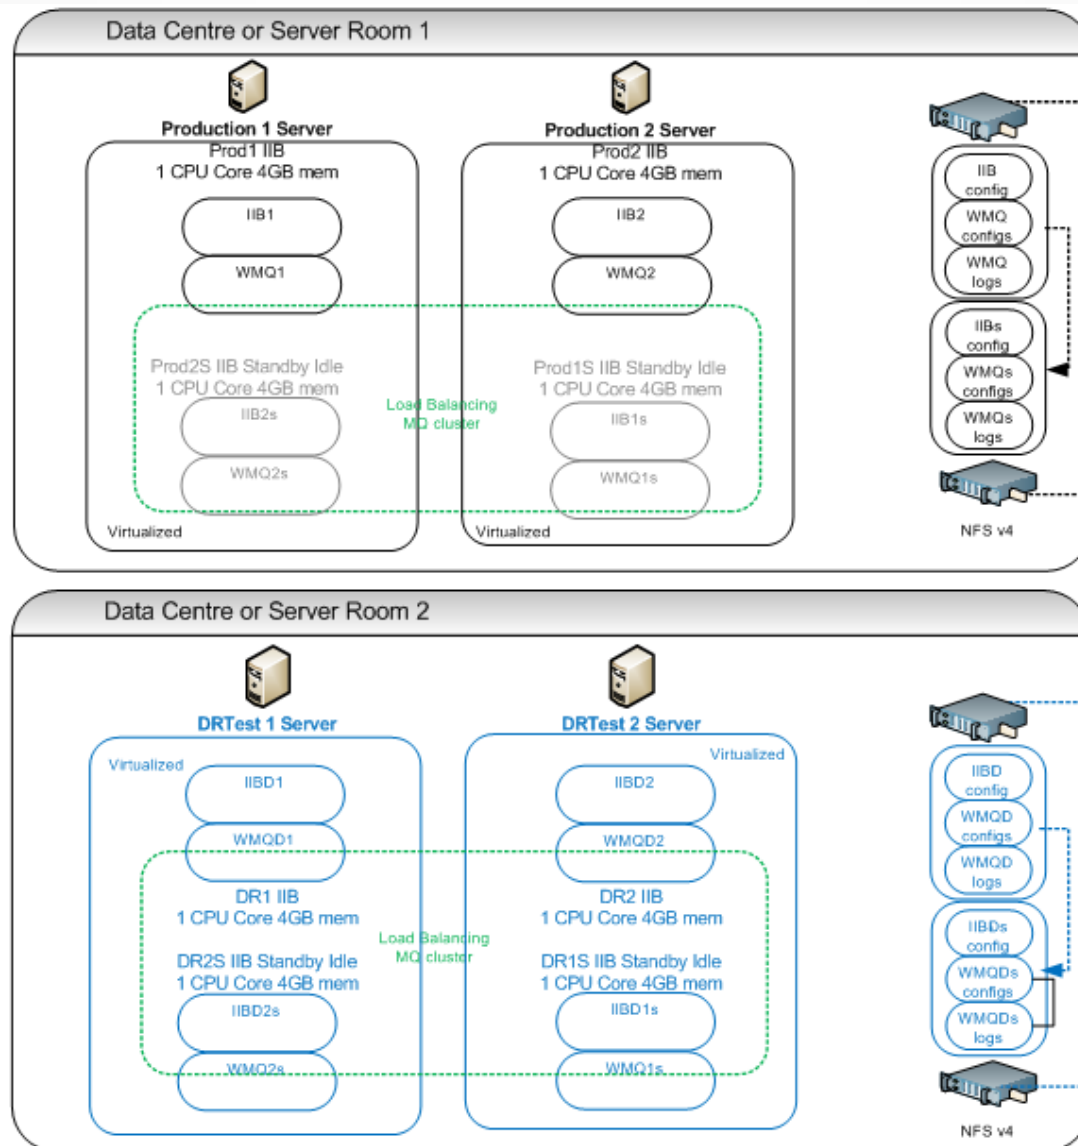 Data Centre or Server Room 1
Production 1 Server
Prod1 IIB
1 CPU Core 4GB mem
IIB1
WMQ1
Prod2S IIB Standby Idle
1 CPU Core 4GB mem
IIB2s
WMQ2s
Virtualized
Production 2 Server
Prod2 IIB
1 CPU Core 4GB mem
IIB2
WMQ2
Prod1S IIB Standby Idle
1 CPU Core 4GB mem
IIB1s
WMQ1s
Virtualized
Load Balancing
MQ cluster
IIB
config
WMQ
configs
WMQ
logs
IIBs
config
WMQs
configs
WMQs
logs
NFS v4
Data Centre or Server Room 2
DRTest 1 Server
Virtualized
IIBD1
WMQD1
DR1 IIB
1 CPU Core 4GB mem
DR2S IIB Standby Idle
1 CPU Core 4GB mem
IIBD2s
WMQ2s
DRTest 2 Server
Virtualized
IIBD2
WMQD2
DR2 IIB
1 CPU Core 4GB mem
DR1S IIB Standby Idle
1 CPU Core 4GB mem
IIBD1s
WMQ1s
Load Balancing
MQ cluster
IIBD
config
WMQD
configs
WMQD
logs
IIBDs
config
WMQDs
configs
WMQDs
logs
NFS v4